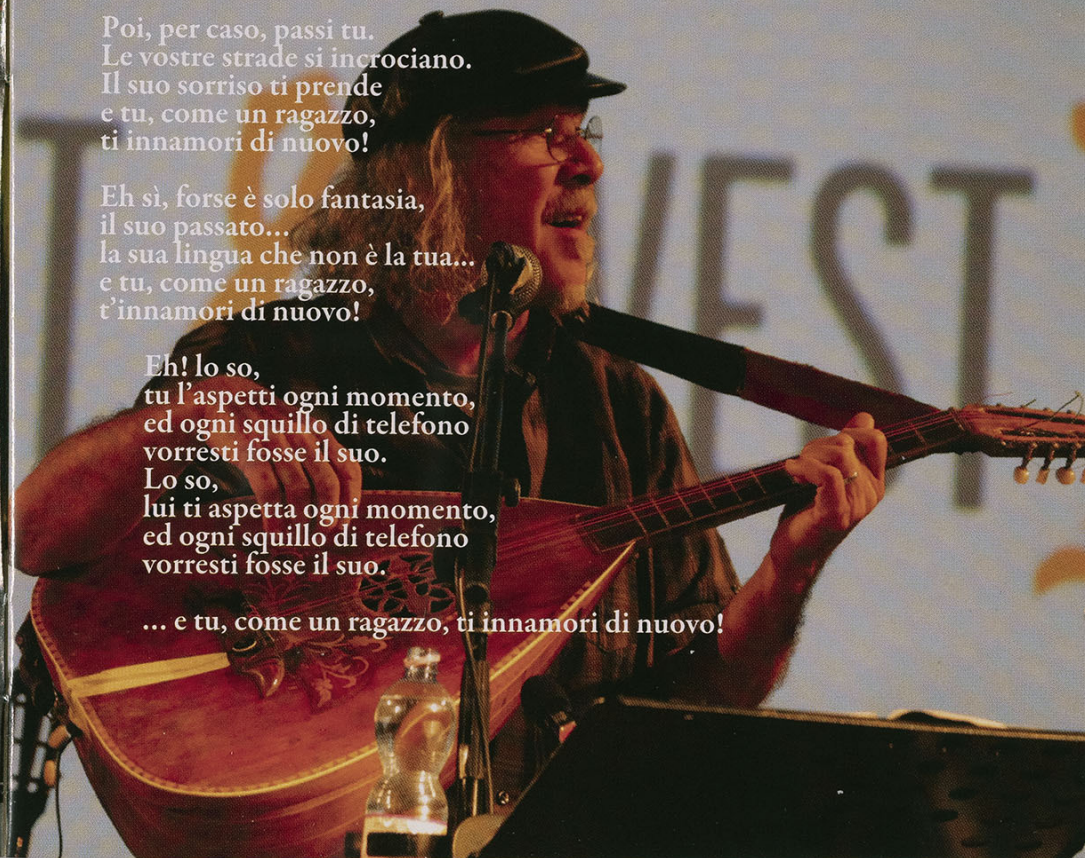 Poi, per caso, passi tu.
Le vostre strade si incrociano.
Il suo sorriso ti prende
e tu, come un ragazzo,
ti innamori di nuovo!
Eh sì, forse è solo fantasia,
il suo passato...
la sua lingua che non è la tua...
e tu, come un ragazzo,
t'innamori di nuovo!
Eh! lo so,
tu l'aspetti ogni momento,
ed ogni squillo di telefono
vorresti fosse il suo.
Lo so,
lui ti aspetta ogni momento,
ed ogni squillo di telefono
vorresti fosse il suo.
... e tu, come un ragazzo, ti innamori di nuovo!
VEST